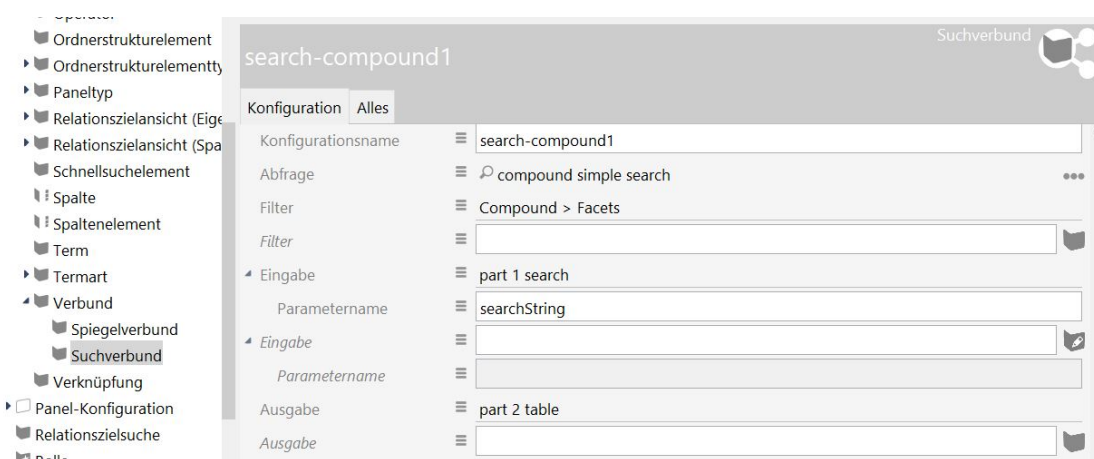 Ordnerstrukturelement
Ordnerstrukturelementty
Paneltyp
Relationszielansicht (Eige
Relationszielansicht (Spa
Schnellsuchelement
Spalte
Spaltenelement
Term
Termart
Verbund
Spiegelverbund
Suchverbund
Verknüpfung
Panel-Konfiguration
Relationszielsuche
Suchverbund
search-compound1
Konfiguration Alles
Konfigurationsname search-compound1
Abfrage compound simple search
Filter Compound > Facets
Filter
Eingabe part 1 search
Parametername searchString
Eingabe
Parametername
Ausgabe part 2 table
Ausgabe